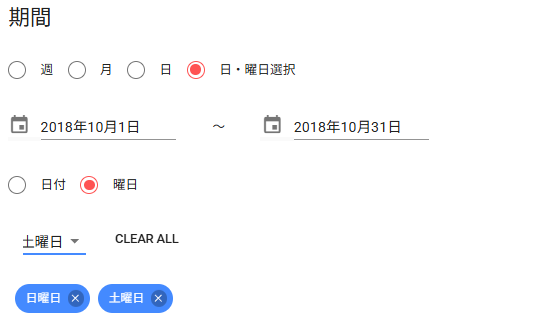 期間
週 月 日 日・曜日選択
2018年10月1日 ～ 2018年10月31日
日付 曜日
土曜日 CLEAR ALL
日曜日 土曜日